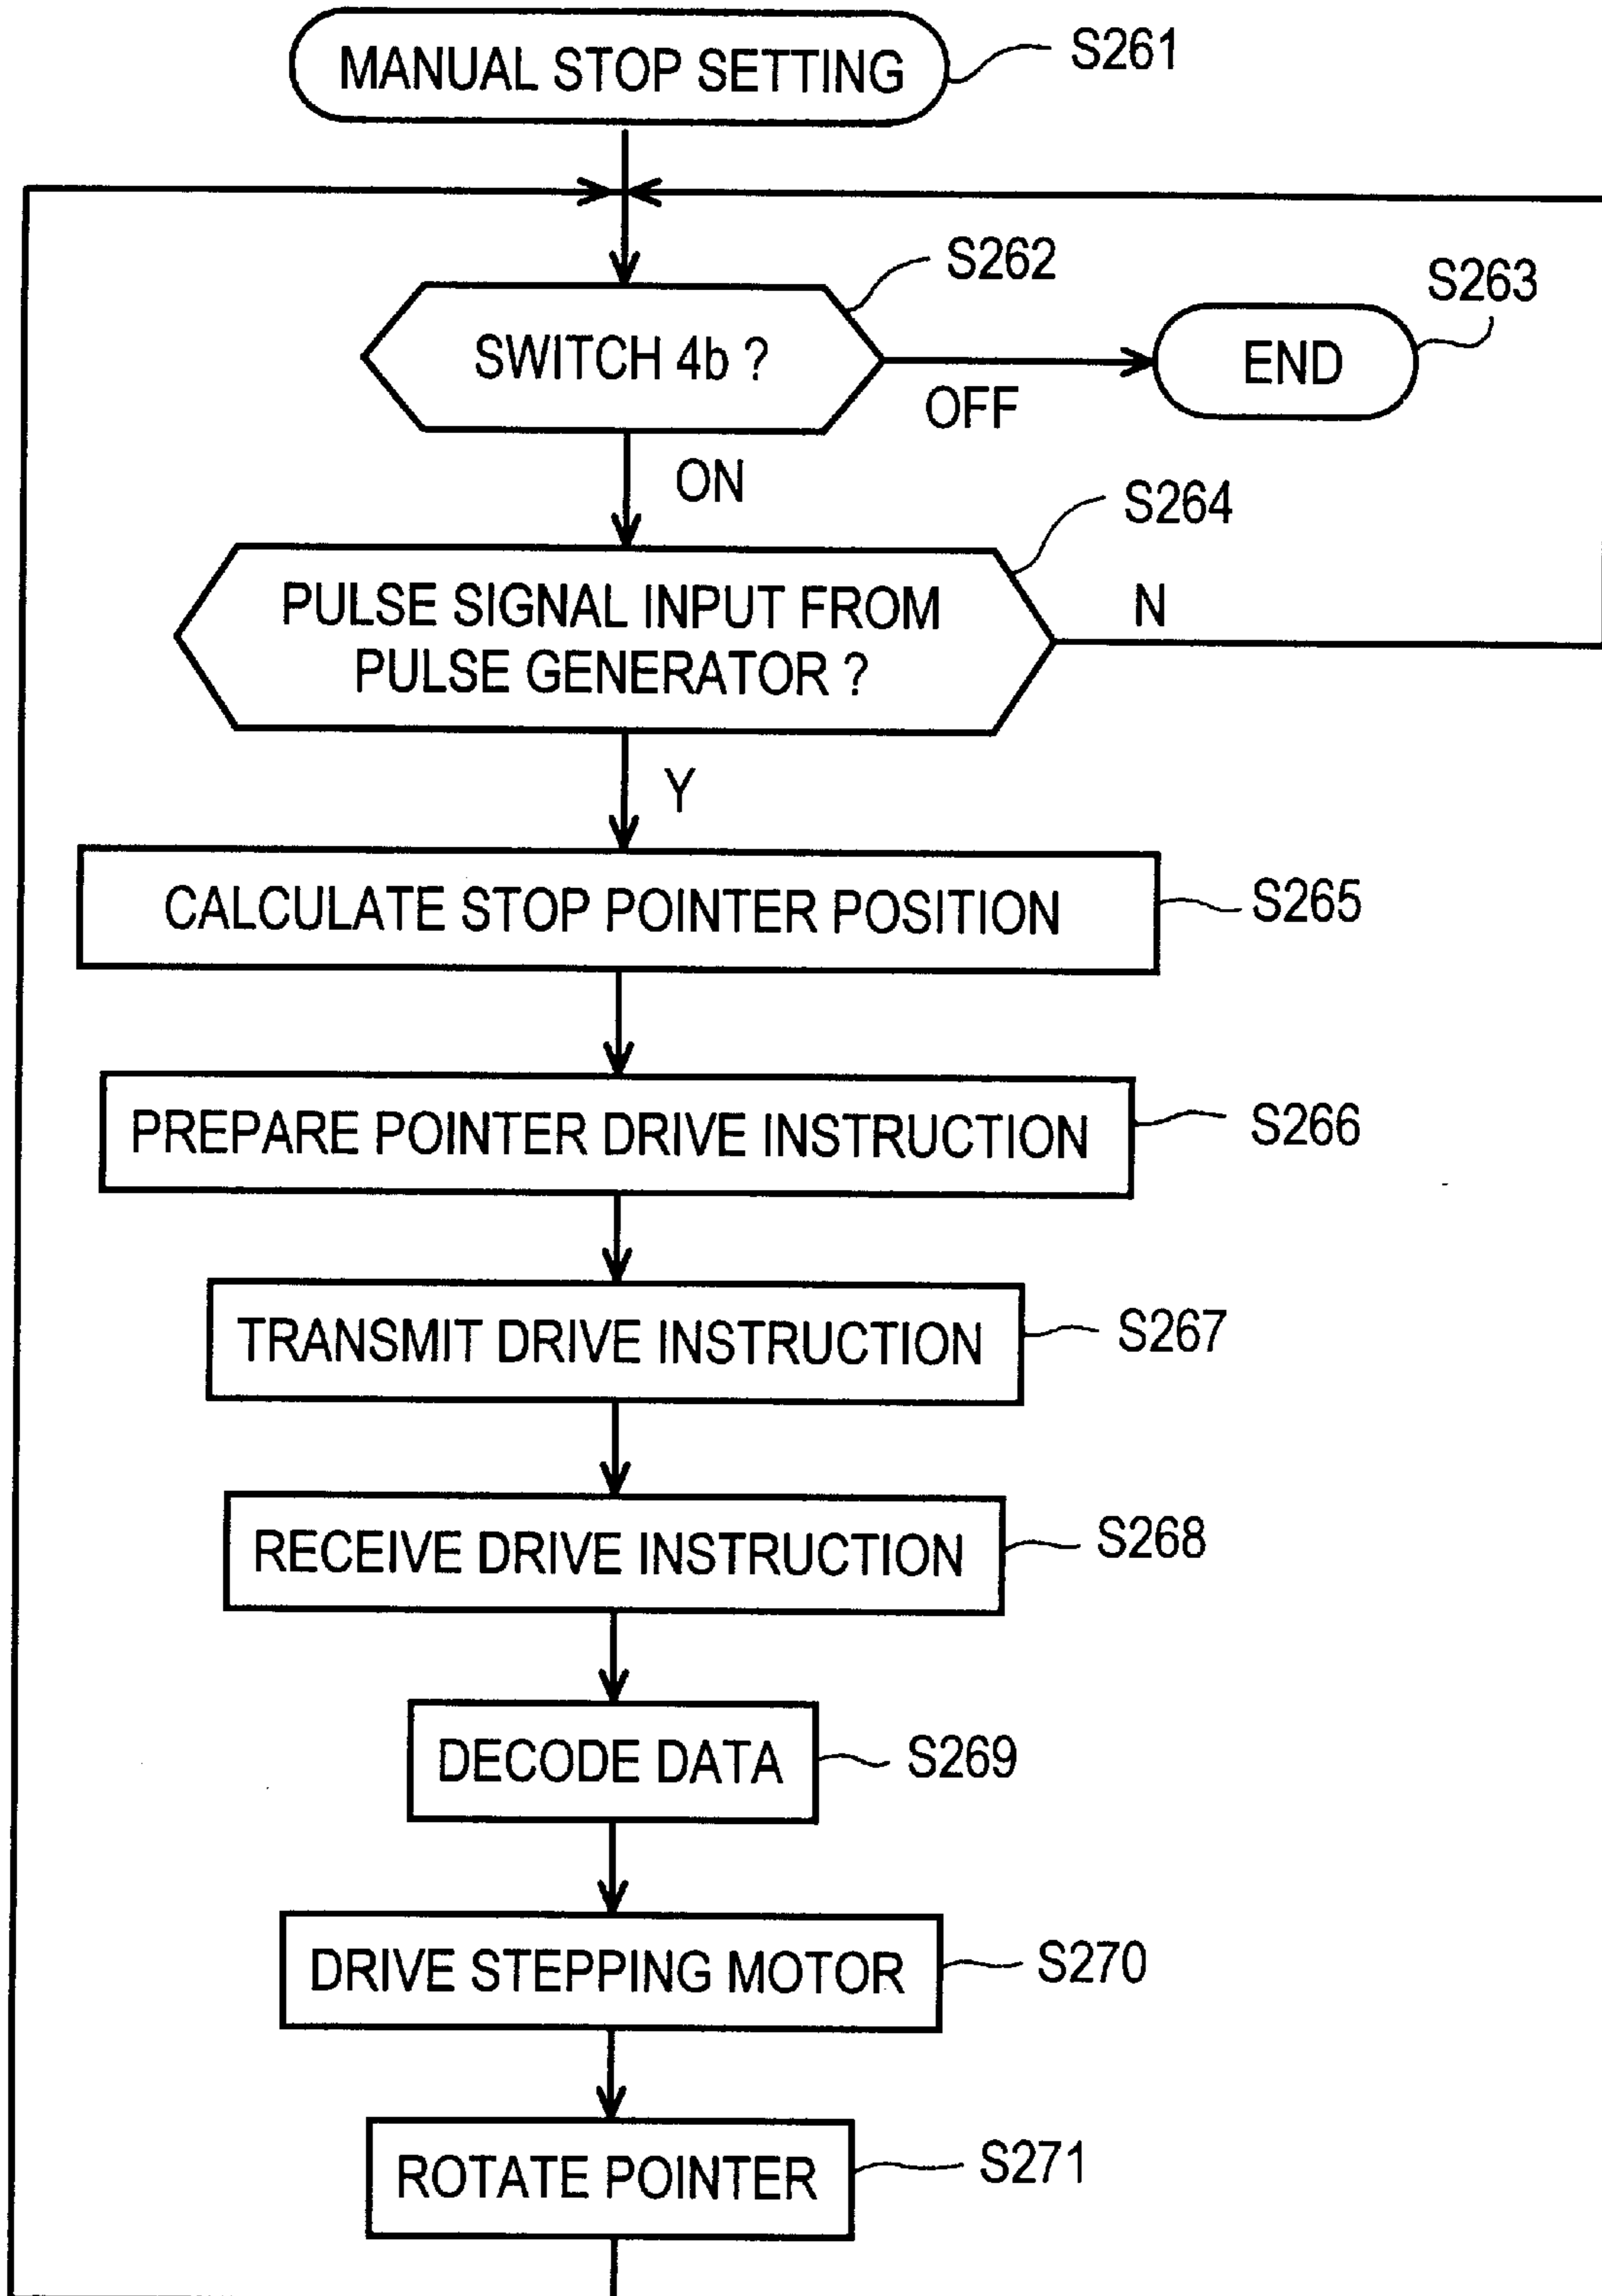 MANUAL STOP SETTING
S261
S262
SWITCH 4b ?
OFF
S263
END
ON
S264
PULSE SIGNAL INPUT FROM
PULSE GENERATOR ?
N
Y
CALCULATE STOP POINTER POSITION
S265
PREPARE POINTER DRIVE INSTRUCTION
S266
TRANSMIT DRIVE INSTRUCTION
S267
RECEIVE DRIVE INSTRUCTION
S268
DECODE DATA
S269
DRIVE STEPPING MOTOR
S270
ROTATE POINTER
S271